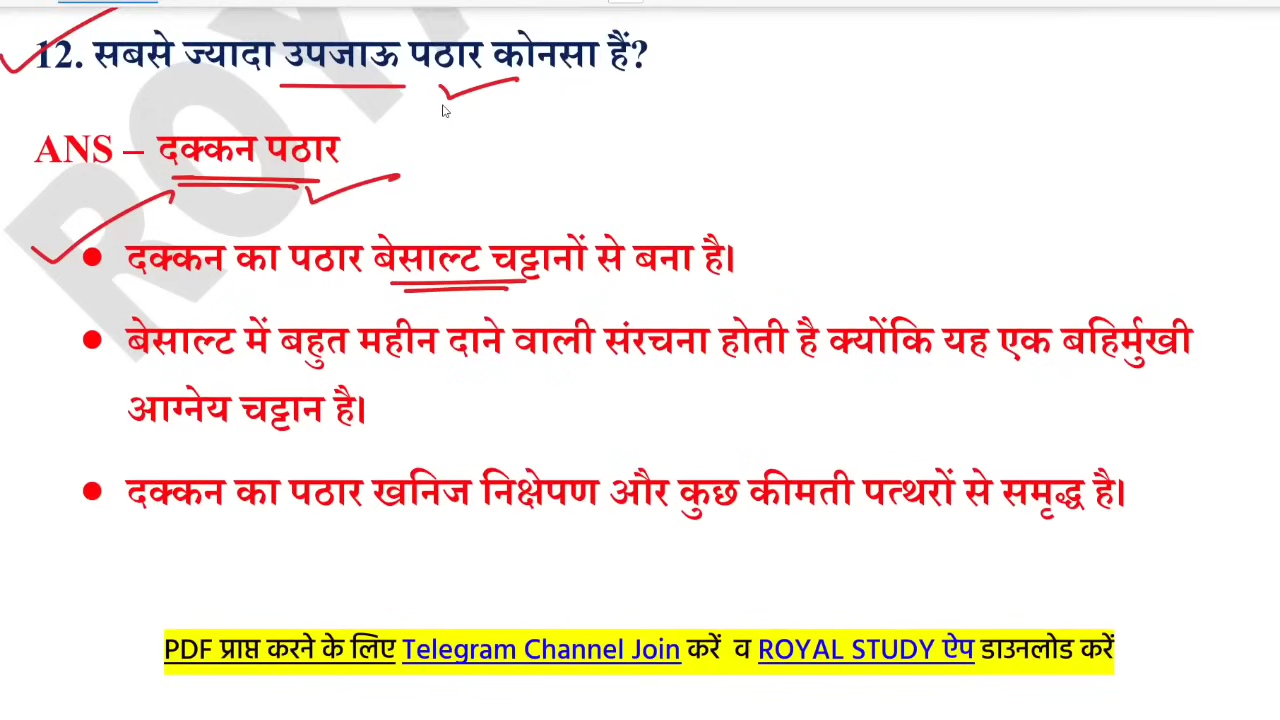 12. सबसे ज्यादा उपजाऊ पठार कोनसा हैं?
ANS – दक्कन पठार
● दक्कन का पठार बेसाल्ट चट्टानों से बना है।
● बेसाल्ट में बहुत महीन दाने वाली संरचना होती है क्योंकि यह एक बहिर्मुखी
आग्नेय चट्टान है।
● दक्कन का पठार खनिज निक्षेपण और कुछ कीमती पत्थरों से समृद्ध है।
PDF प्राप्त करने के लिए Telegram Channel Join करें व ROYAL STUDY ऐप डाउनलोड करें